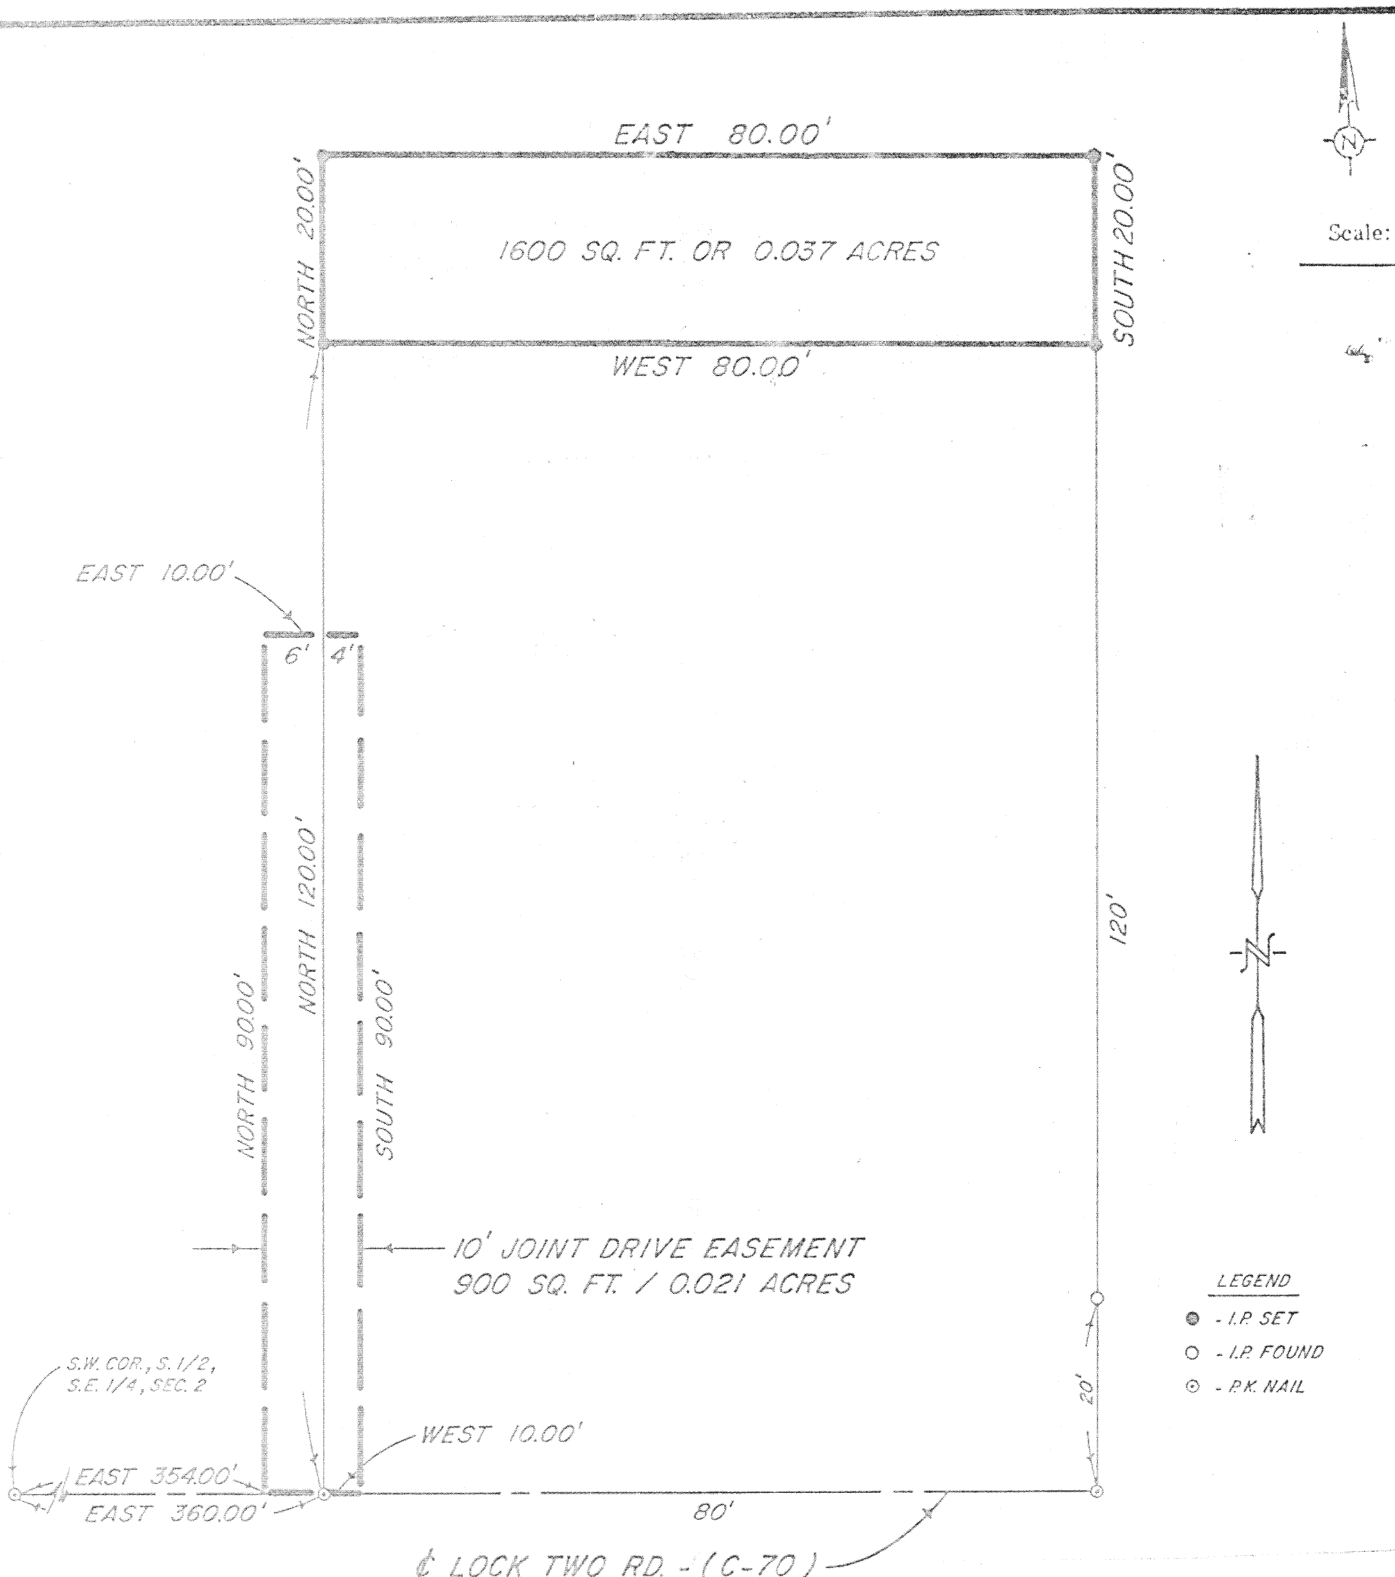 EAST 80.00'
N
NORTH 20.00'
SOUTH 20.00'
Scale:
1600 SQ. FT. OR 0.037 ACRES
WEST 80.00'
EAST 10.00'
6' 4'
NORTH 120.00'
120'
N
NORTH 90.00'
SOUTH 90.00'
10' JOINT DRIVE EASEMENT
900 SQ. FT. / 0.021 ACRES
LEGEND
- I.P. SET
- I.P. FOUND
- P.K. NAIL
S.W. COR., S. 1/2,
S.E. 1/4, SEC. 2
20'
WEST 10.00'
EAST 354.00'
EAST 360.00'
80'
℄ LOCK TWO RD. - (C-70)